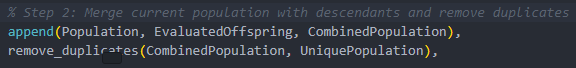 % Step 2: Merge current population with descendants and remove duplicates
append(Population, EvaluatedOffspring, CombinedPopulation),
remove_duplicates(CombinedPopulation, UniquePopulation),